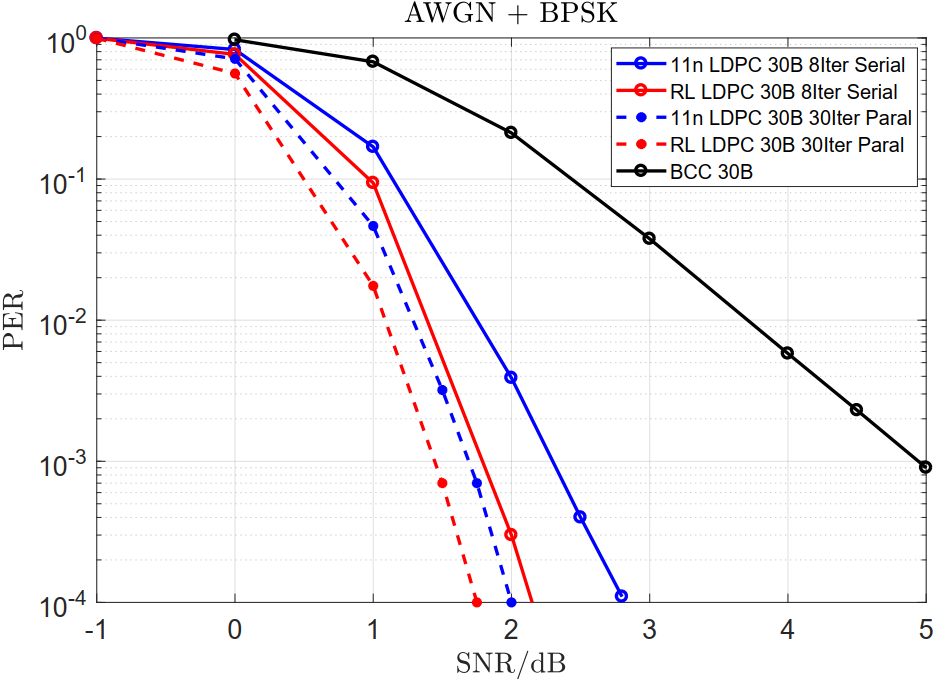 AWGN + BPSK
11n LDPC 30B 8Iter Serial
RL LDPC 30B 8Iter Serial
11n LDPC 30B 30Iter Paral
RL LDPC 30B 30Iter Paral
BCC 30B
PER
10^0
10^-1
10^-2
10^-3
10^-4
-1 0 1 2 3 4 5
SNR/dB